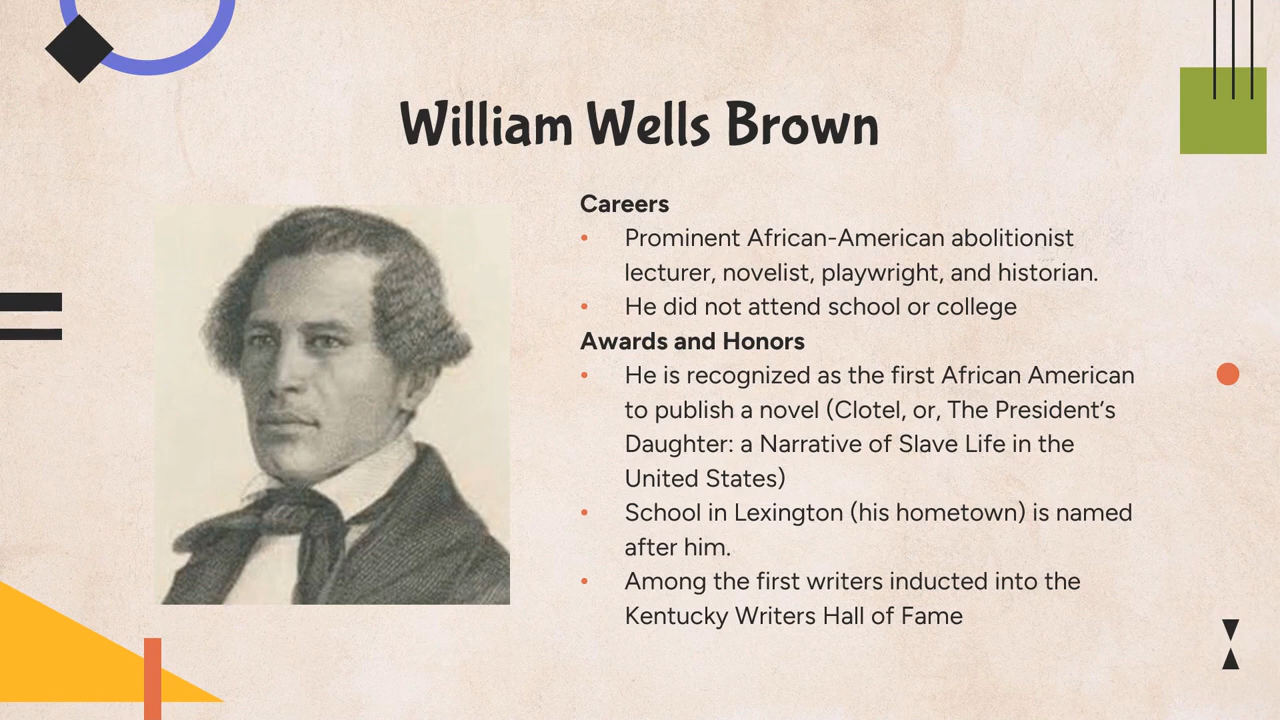 William Wells Brown
Careers
• Prominent African-American abolitionist
lecturer, novelist, playwright, and historian.
• He did not attend school or college
Awards and Honors
• He is recognized as the first African American
to publish a novel (Clotel, or, The President’s
Daughter: a Narrative of Slave Life in the
United States)
• School in Lexington (his hometown) is named
after him.
• Among the first writers inducted into the
Kentucky Writers Hall of Fame